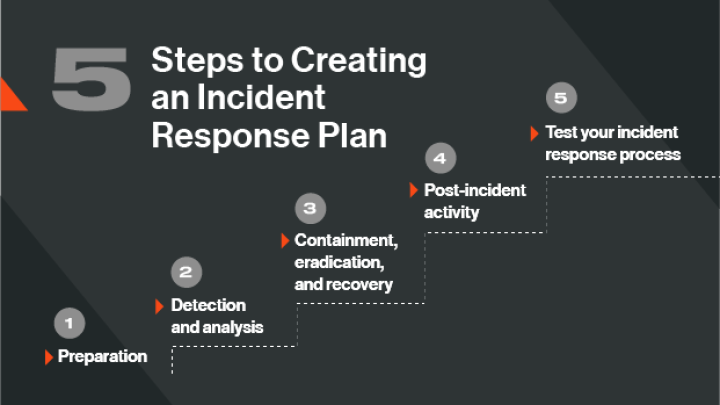 5
Steps to Creating
an Incident
Response Plan
1
Preparation
2
Detection
and analysis
3
Containment,
eradication,
and recovery
4
Post-incident
activity
5
Test your incident
response process